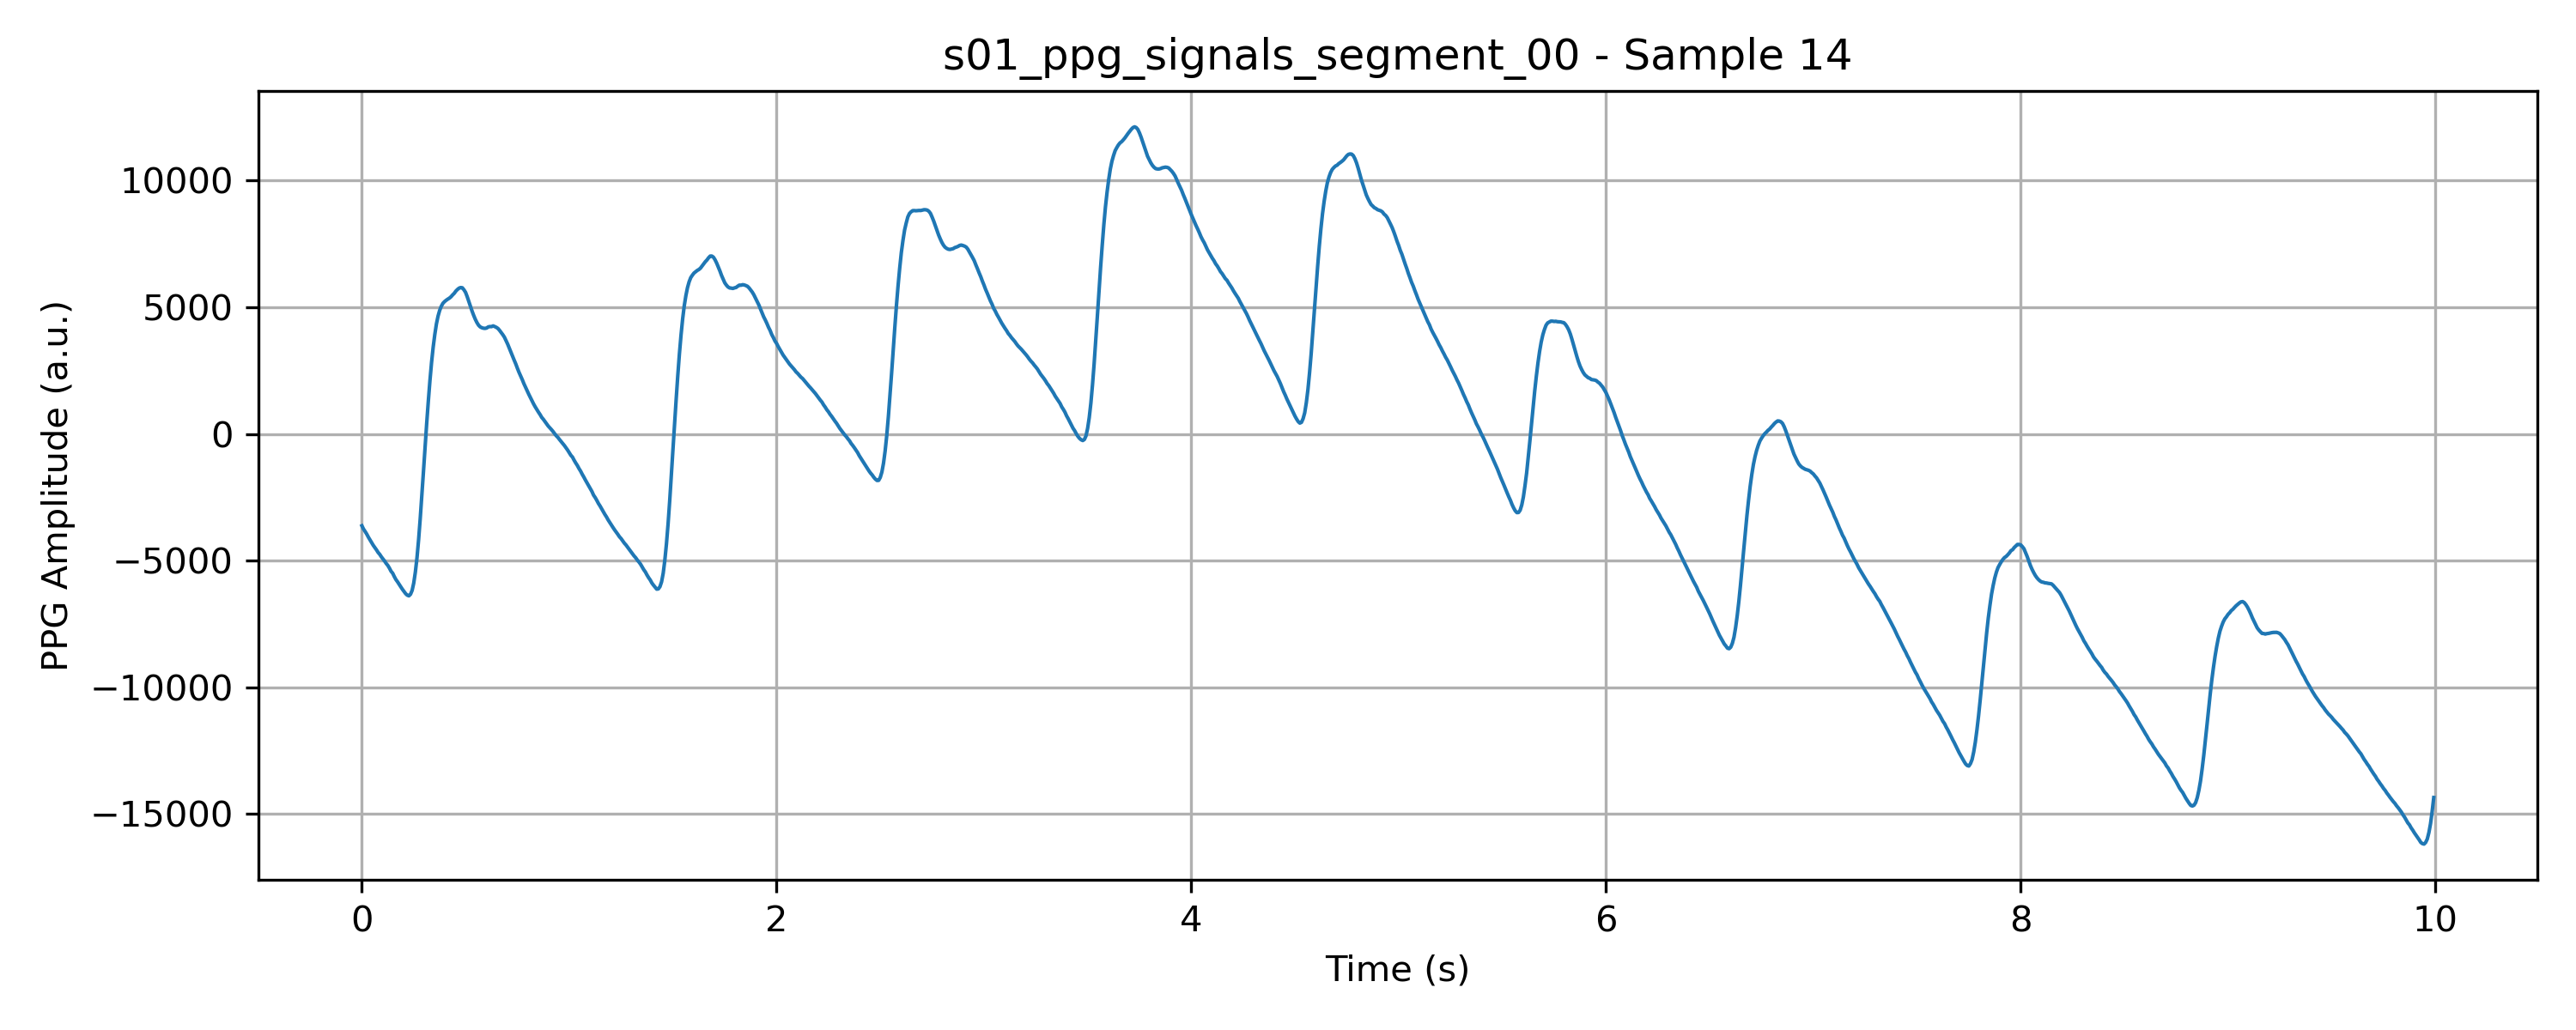 s01_ppg_signals_segment_00 - Sample 14
PPG Amplitude (a.u.)
10000
5000
0
−5000
−10000
−15000
0 2 4 6 8 10
Time (s)